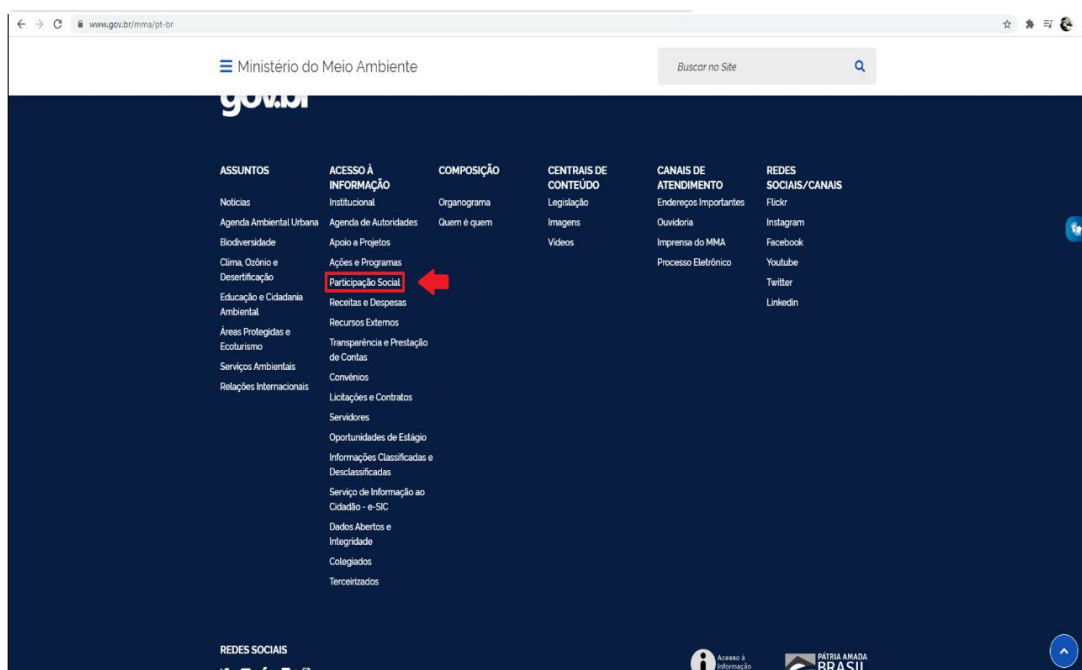 www.gov.br/mma/pt-br
Ministério do Meio Ambiente
Buscar no Site
gov.br
ASSUNTOS
Notícias
Agenda Ambiental Urbana
Biodiversidade
Clima, Ozônio e
Desertificação
Educação e Cidadania
Ambiental
Áreas Protegidas e
Ecoturismo
Serviços Ambientais
Relações Internacionais
ACESSO À
INFORMAÇÃO
Institucional
Agenda de Autoridades
Apoio a Projetos
Ações e Programas
Participação Social
Receitas e Despesas
Recursos Externos
Transparência e Prestação
de Contas
Convênios
Licitações e Contratos
Servidores
Oportunidades de Estágio
Informações Classificadas e
Desclassificadas
Serviço de Informação ao
Cidadão - e-SIC
Dados Abertos e
Integridade
Colegiados
Terceirizados
COMPOSIÇÃO
Organograma
Quem é quem
CENTRAIS DE
CONTEÚDO
Legislação
Imagens
Vídeos
CANAIS DE
ATENDIMENTO
Endereços Importantes
Ouvidoria
Imprensa do MMA
Processo Eletrônico
REDES
SOCIAIS/CANAIS
Flickr
Instagram
Facebook
Youtube
Twitter
Linkedin
REDES SOCIAIS
Acesso à
Informação
PÁTRIA AMADA
BRASIL